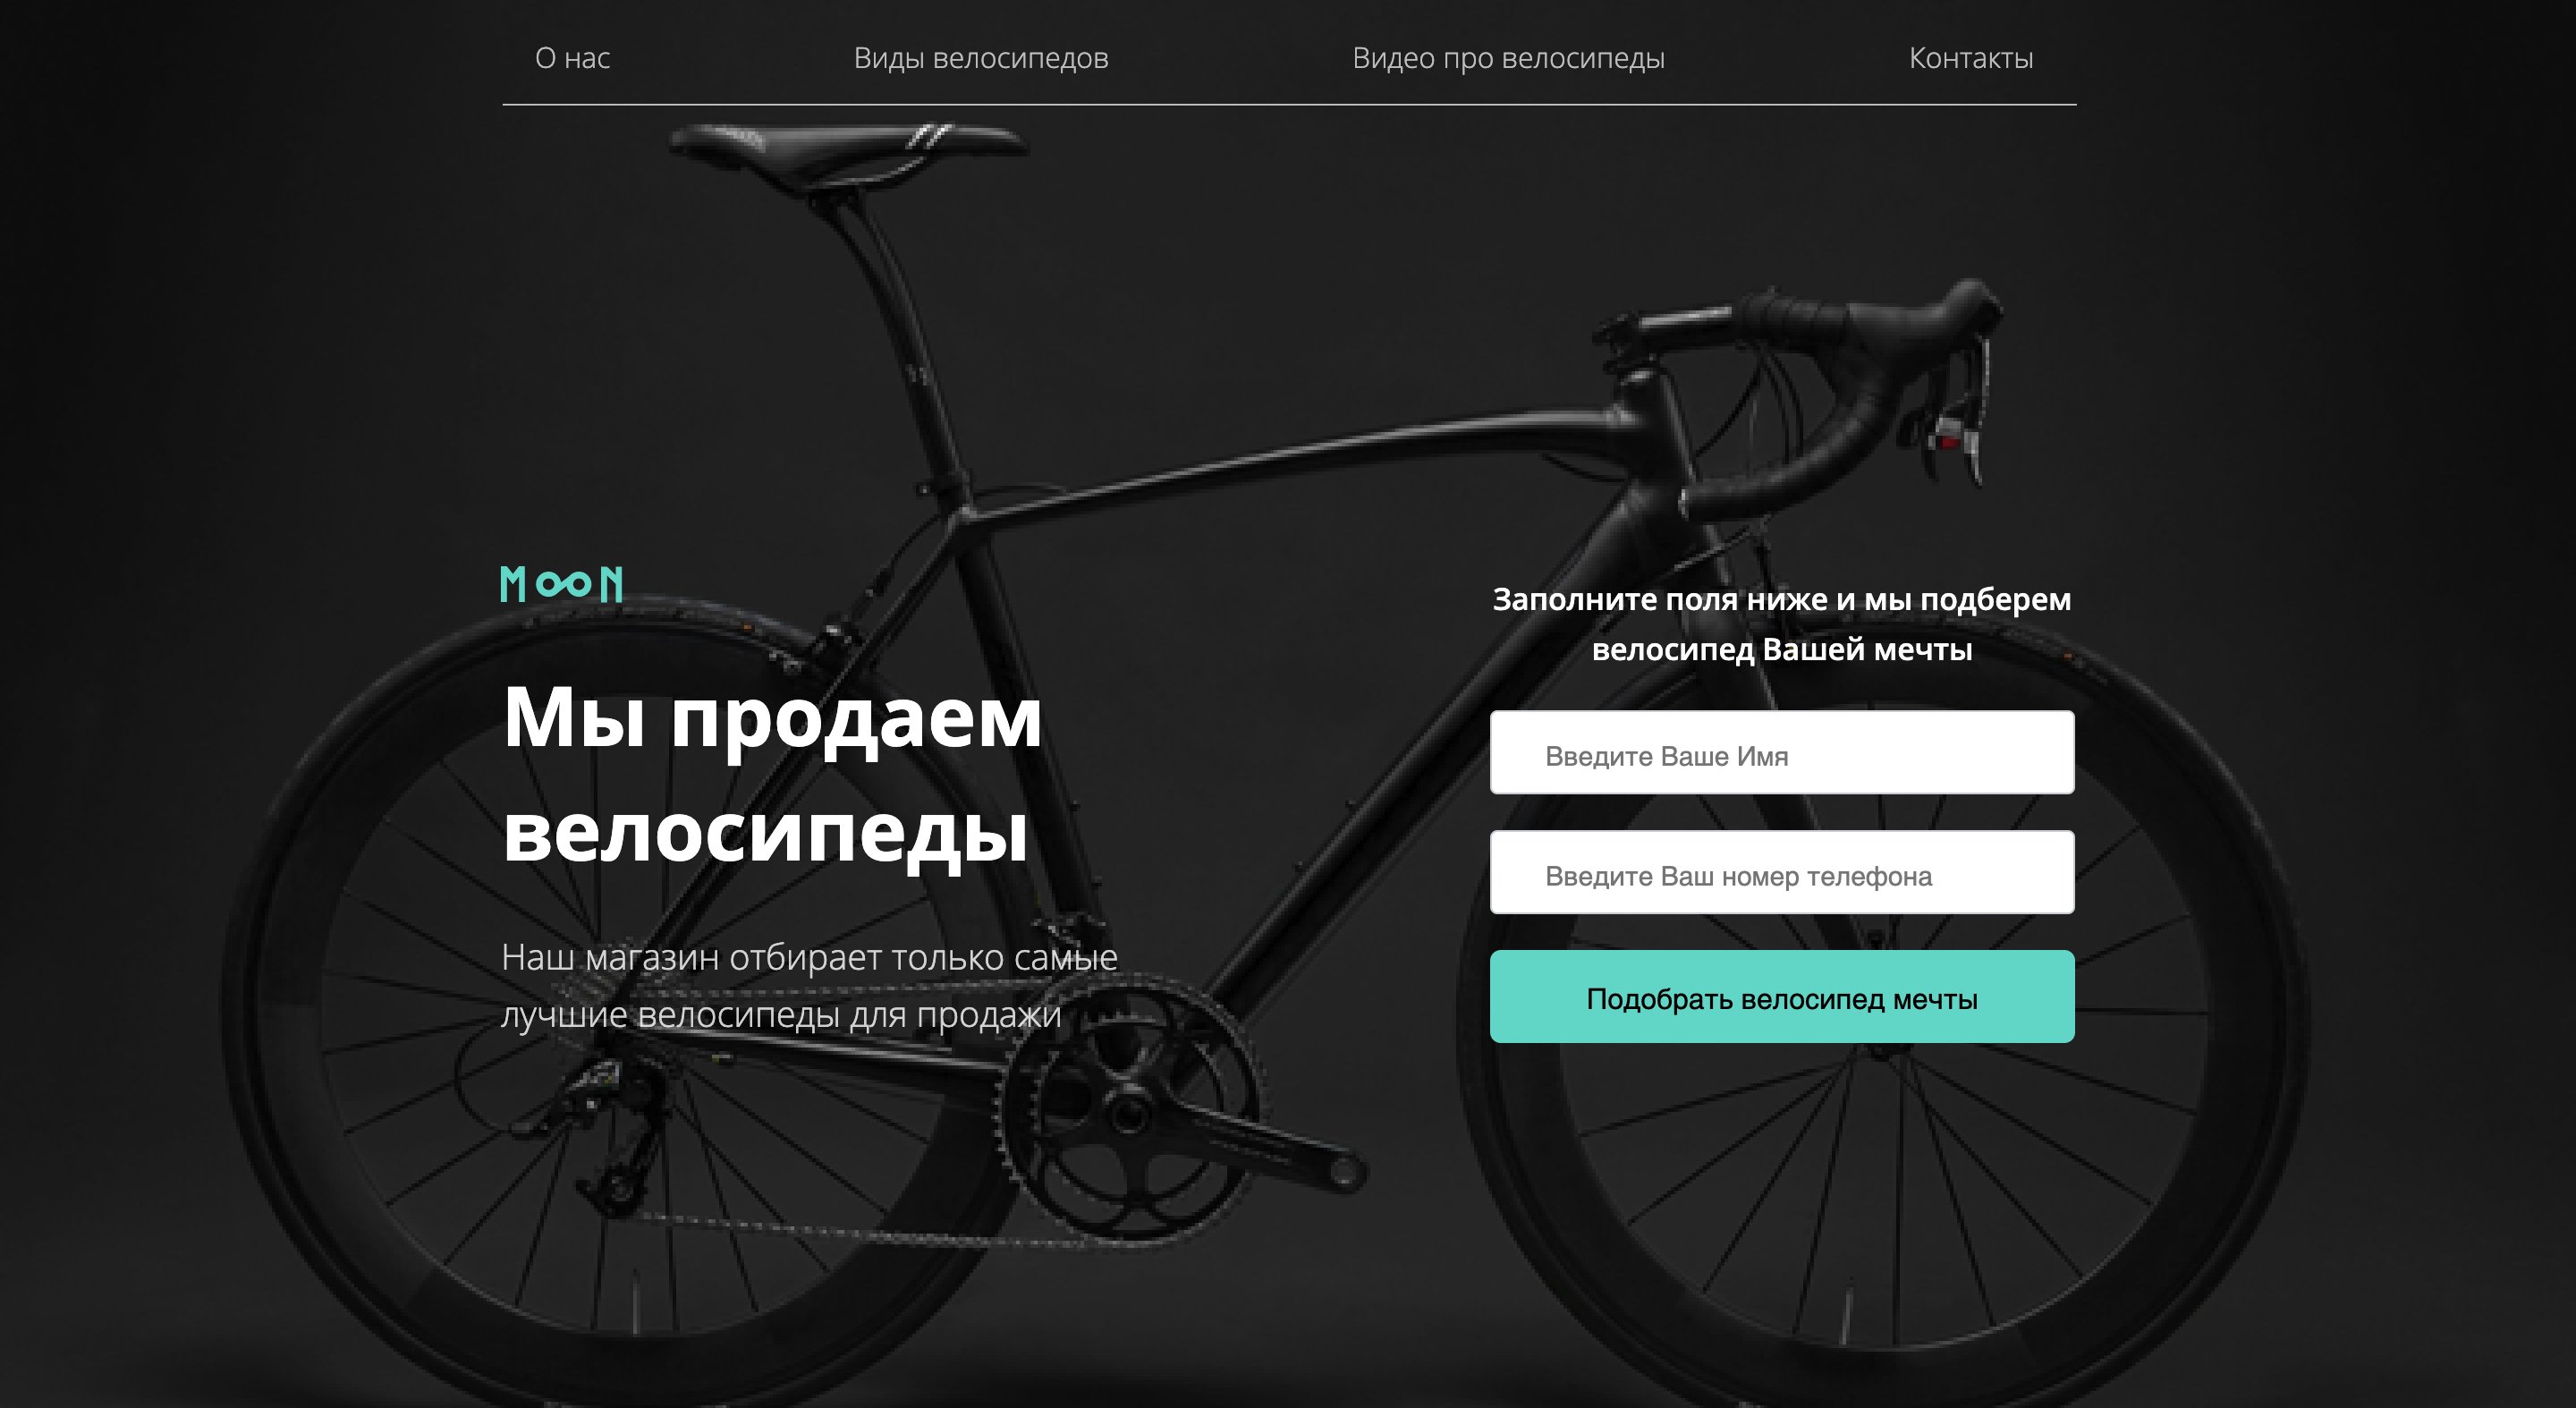 О нас
Виды велосипедов
Видео про велосипеды
Контакты
MOON
Мы продаем
велосипеды
Наш магазин отбирает только самые
лучшие велосипеды для продажи
Заполните поля ниже и мы подберем
велосипед Вашей мечты
Введите Ваше Имя
Введите Ваш номер телефона
Подобрать велосипед мечты